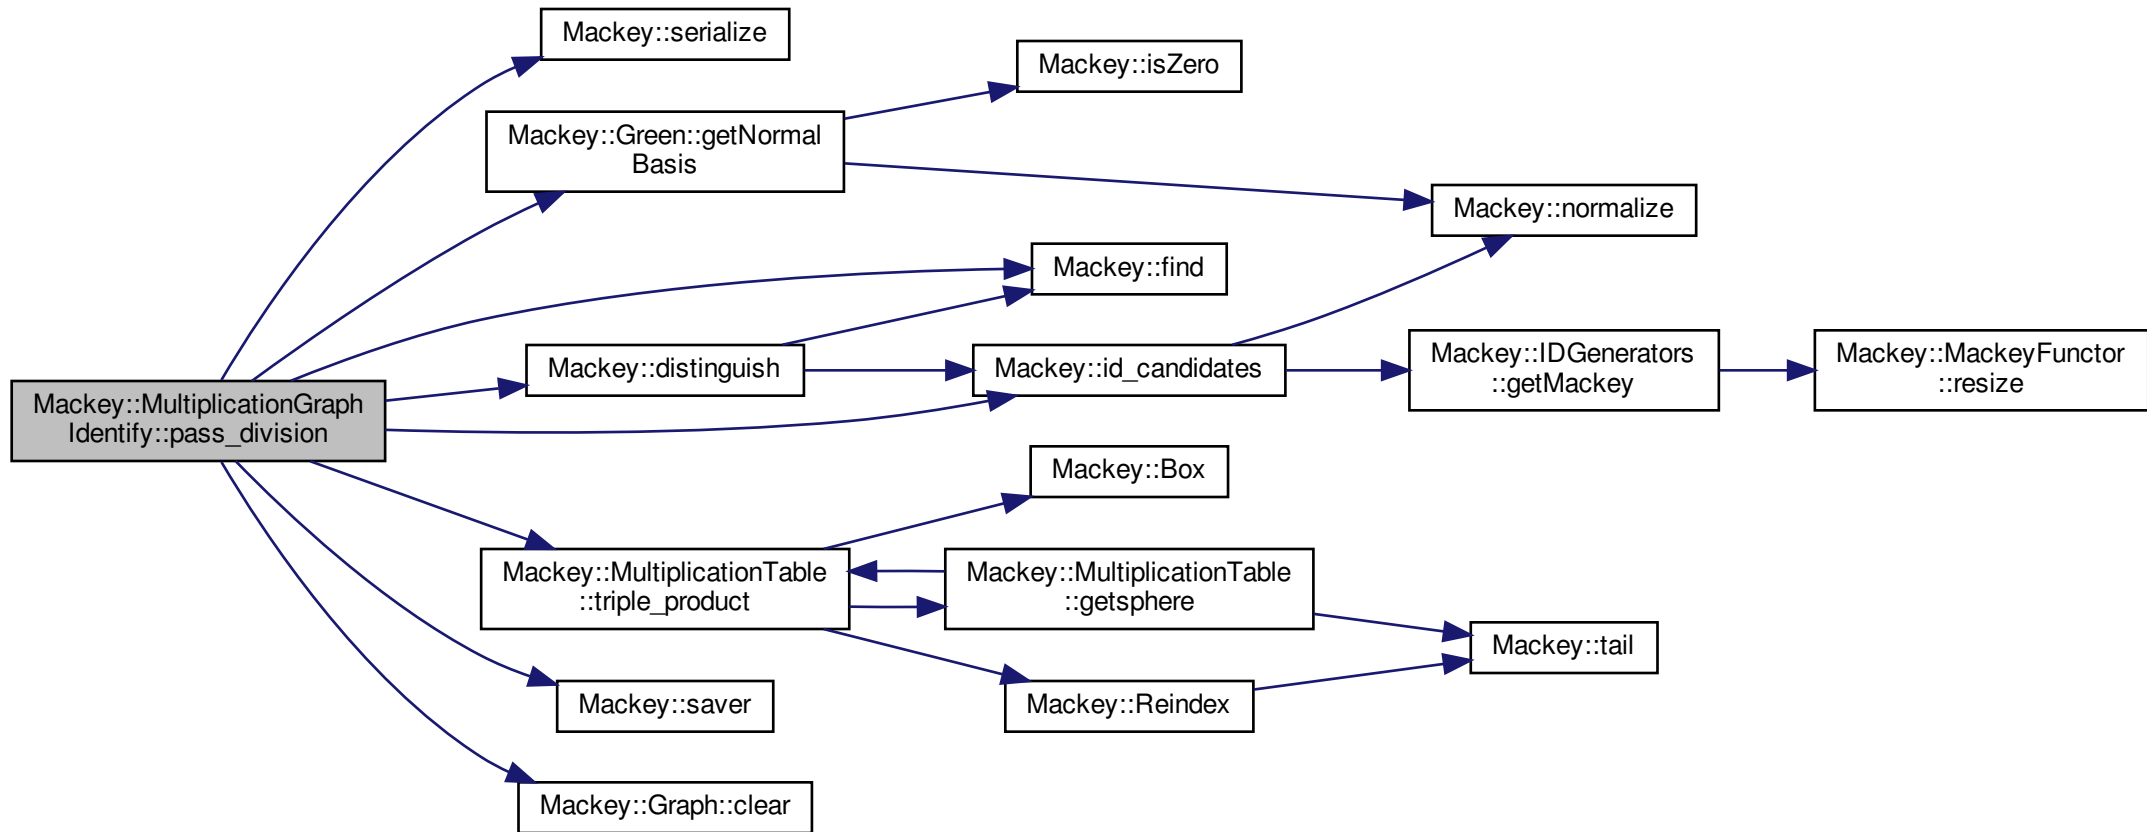 Mackey::serialize
Mackey::isZero
Mackey::Green::getNormal
Basis
Mackey::normalize
Mackey::find
Mackey::distinguish
Mackey::id_candidates
Mackey::IDGenerators
::getMackey
Mackey::MackeyFunctor
::resize
Mackey::MultiplicationGraph
Identify::pass_division
Mackey::Box
Mackey::MultiplicationTable
::triple_product
Mackey::MultiplicationTable
::getsphere
Mackey::tail
Mackey::saver
Mackey::Reindex
Mackey::Graph::clear